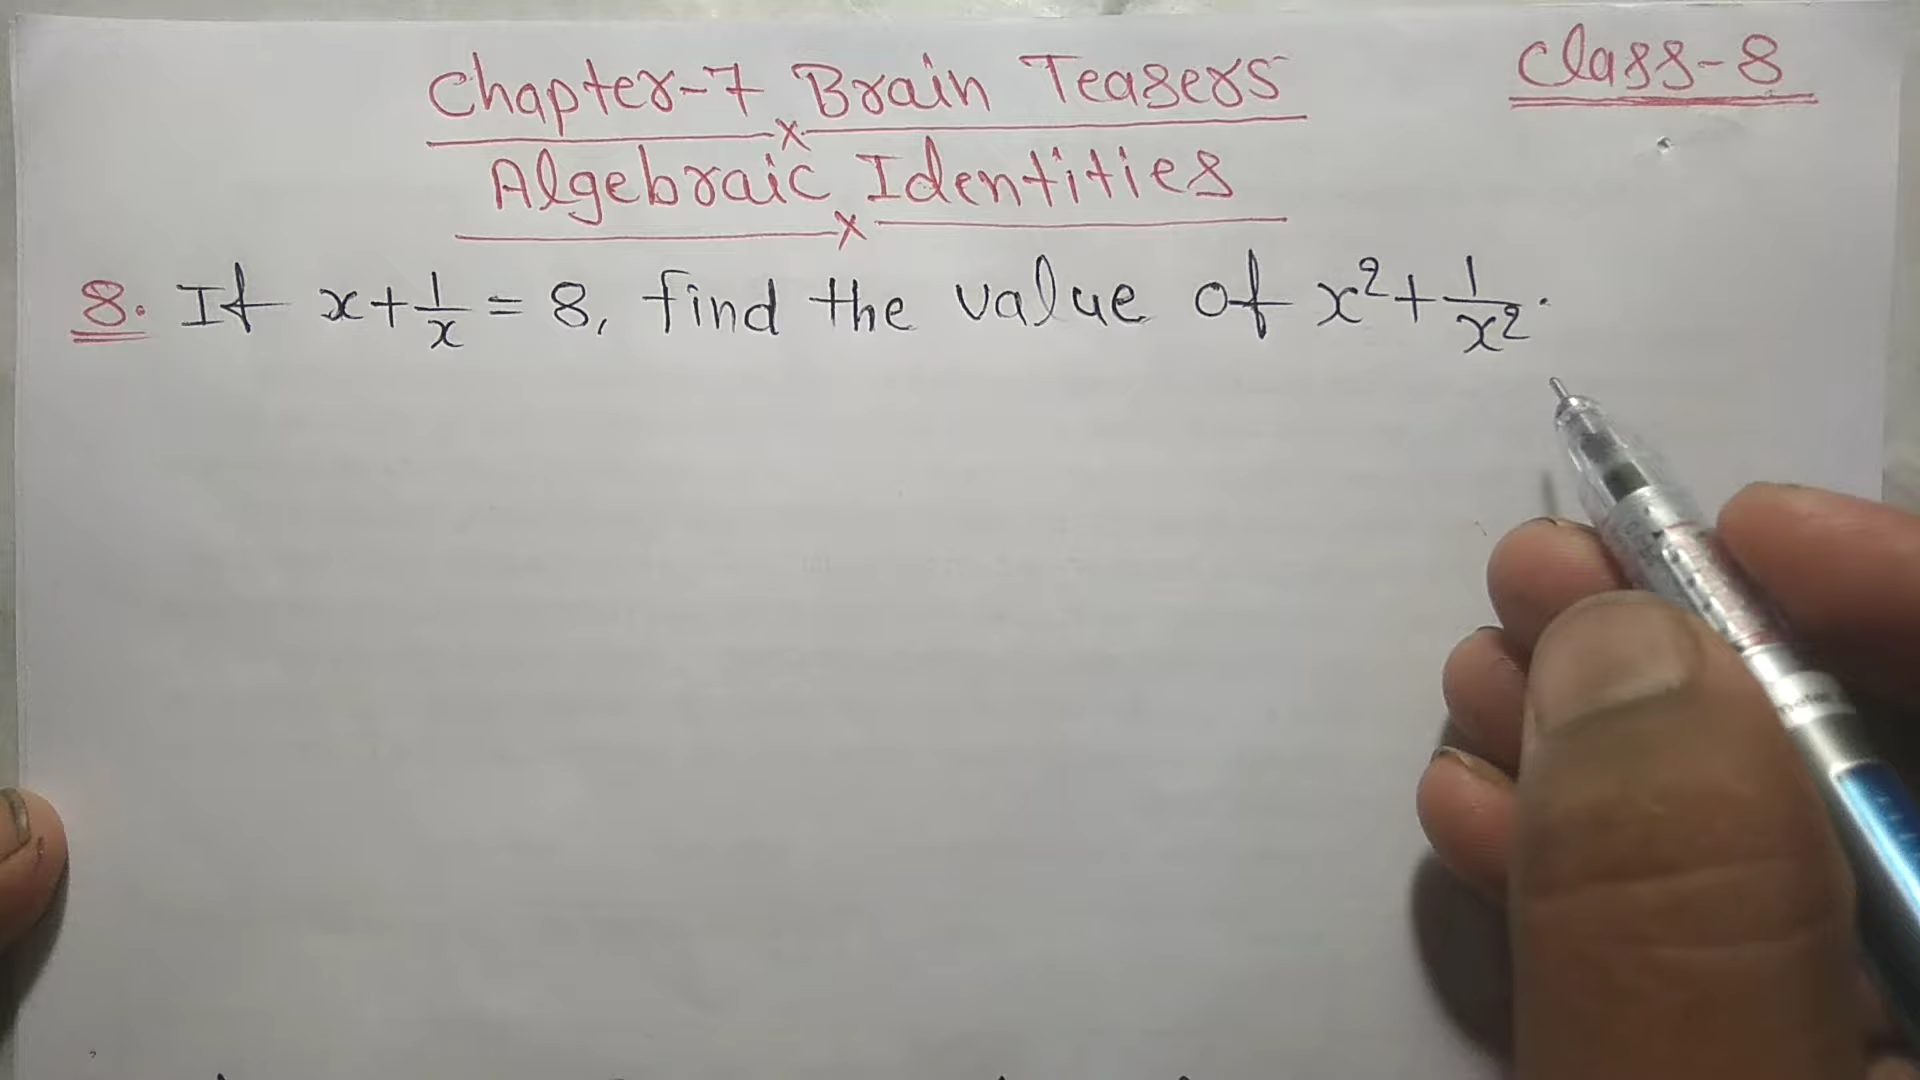 Class-8
Chapter-7 Brain Teasers
x
Algebraic Identities
x
8. If x+1/x = 8, find the value of x²+1/x².